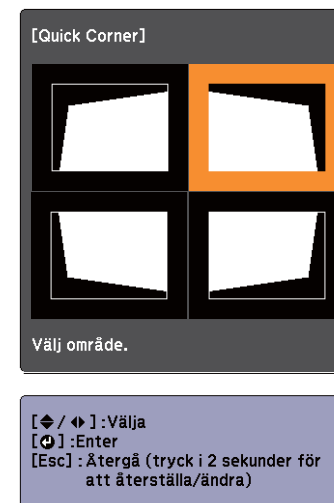 [Quick Corner]
Välj område.
[◆/◆]:Välja
[⏎]:Enter
[Esc]:Återgå (tryck i 2 sekunder för
att återställa/ändra)